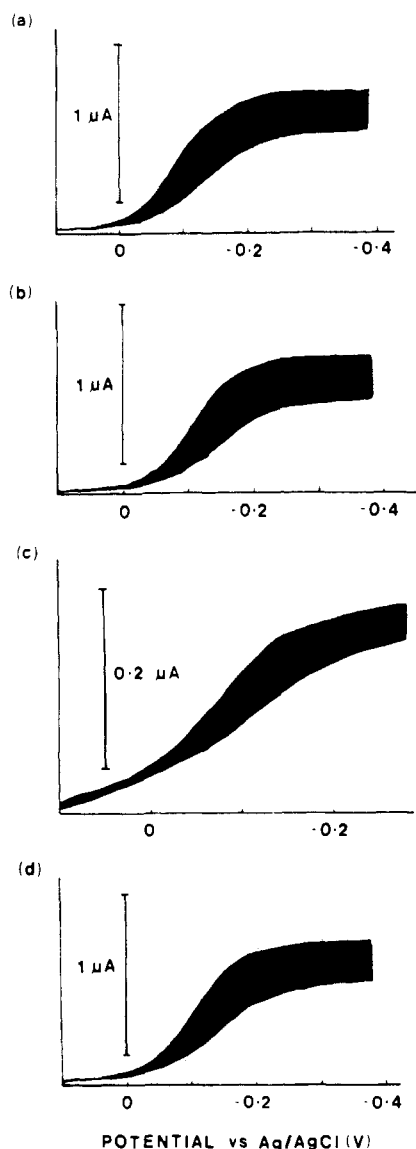 (a)
1 μA
0 -0·2 -0·4
(b)
1 μA
0 -0·2 -0·4
(c)
0·2 μA
0 -0·2
(d)
1 μA
0 -0·2 -0·4
POTENTIAL vs Ag/AgCl (V)